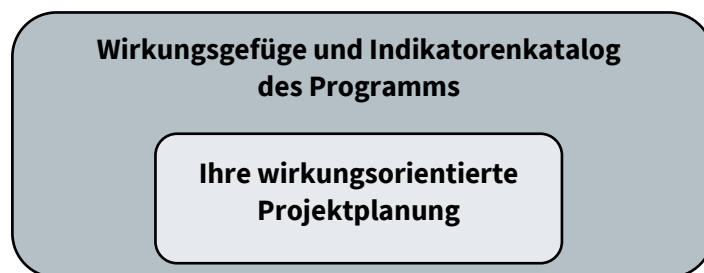 Wirkungsgefüge und Indikatorenkatalog
des Programms
Ihre wirkungsorientierte
Projektplanung